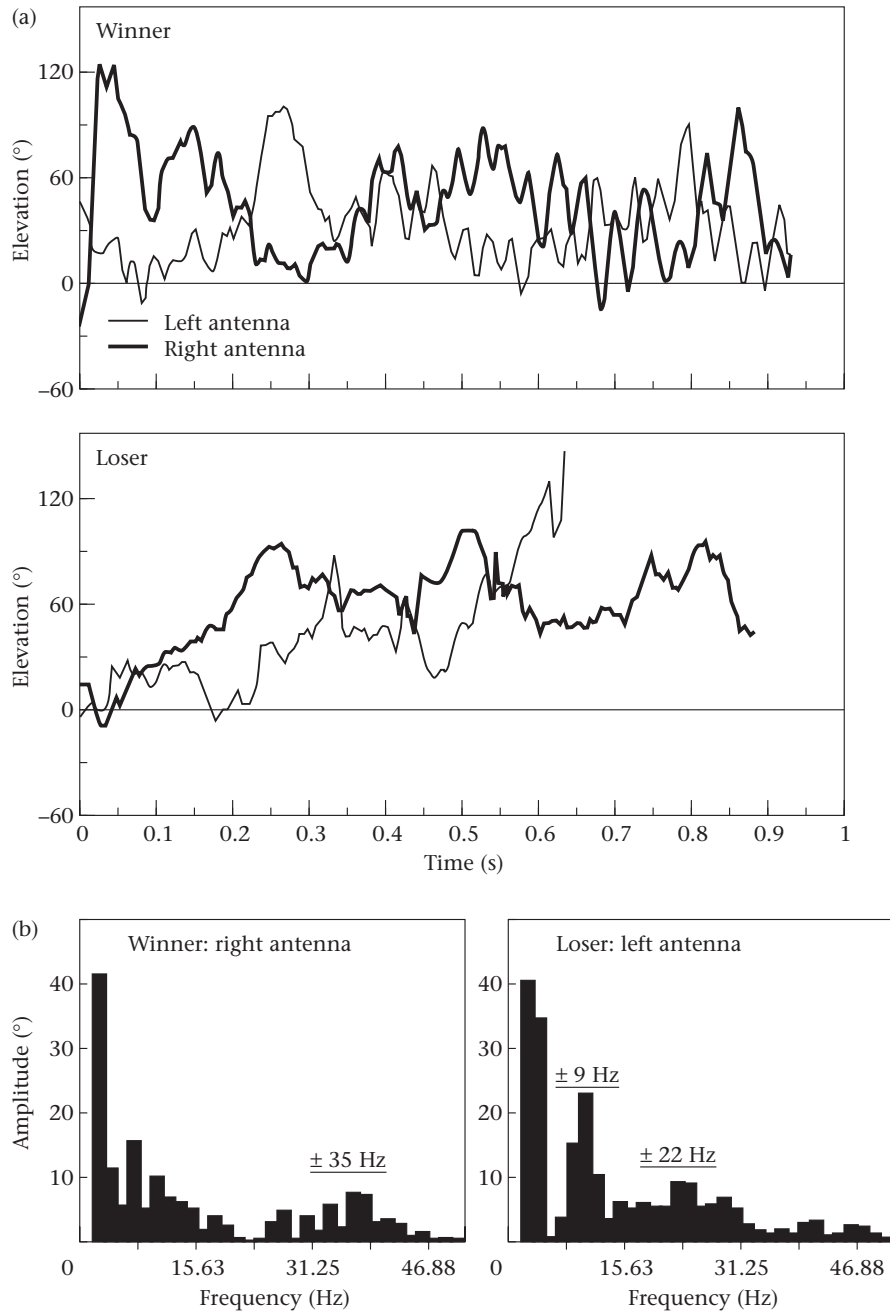 (a)
Winner
120
60
0
−60
Elevation (°)
Left antenna
Right antenna
Loser
120
60
0
−60
Elevation (°)
0 0.1 0.2 0.3 0.4 0.5 0.6 0.7 0.8 0.9 1
Time (s)
(b)
Winner: right antenna
Loser: left antenna
40
30
20
10
Amplitude (°)
± 35 Hz
0 15.63 31.25 46.88
Frequency (Hz)
40
30
20
10
± 9 Hz
± 22 Hz
0 15.63 31.25 46.88
Frequency (Hz)